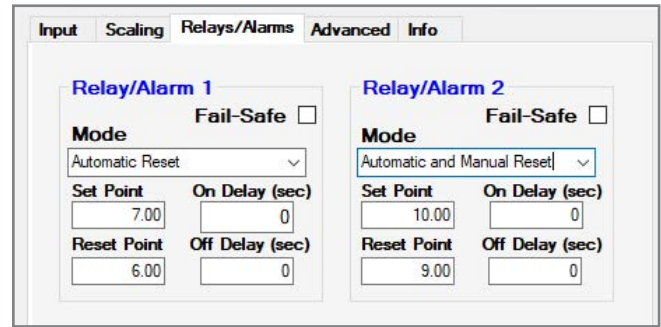 Input Scaling Relays/Alarms Advanced Info
Relay/Alarm 1
Fail-Safe
Mode
Automatic Reset
Set Point On Delay (sec)
7.00 0
Reset Point Off Delay (sec)
6.00 0
Relay/Alarm 2
Fail-Safe
Mode
Automatic and Manual Reset
Set Point On Delay (sec)
10.00 0
Reset Point Off Delay (sec)
9.00 0